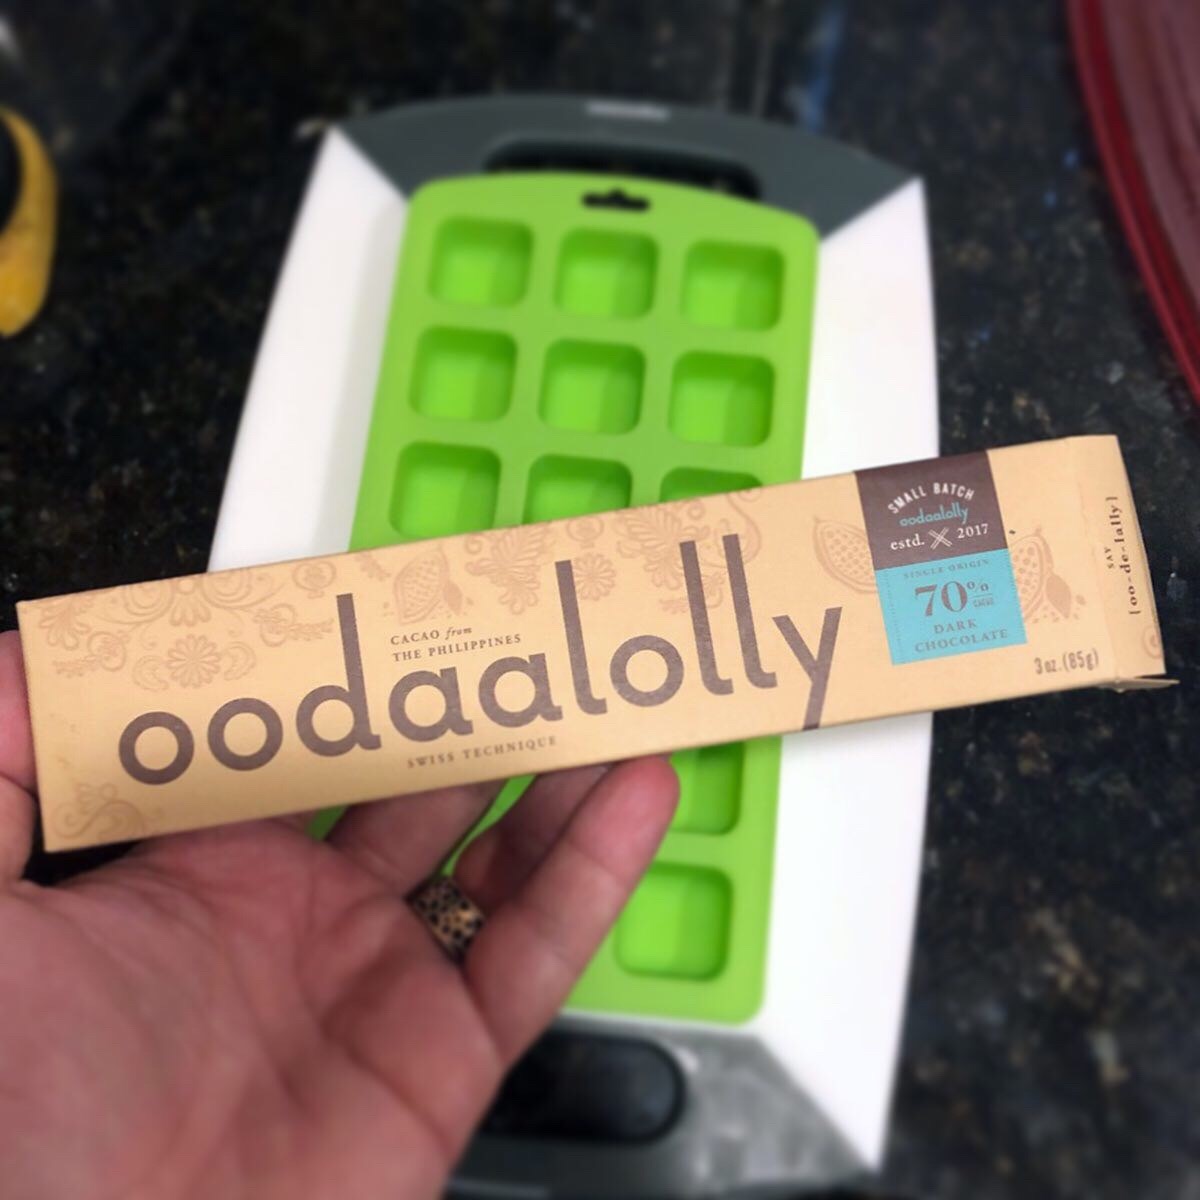 CACAO from
THE PHILIPPINES
oodaalolly
SWISS TECHNIQUE
SMALL BATCH
oodaalolly
estd. 2017
SINGLE ORIGIN
70%
CACAO
DARK
CHOCOLATE
3 oz. (85g)
SAY
[oo-de-lally]